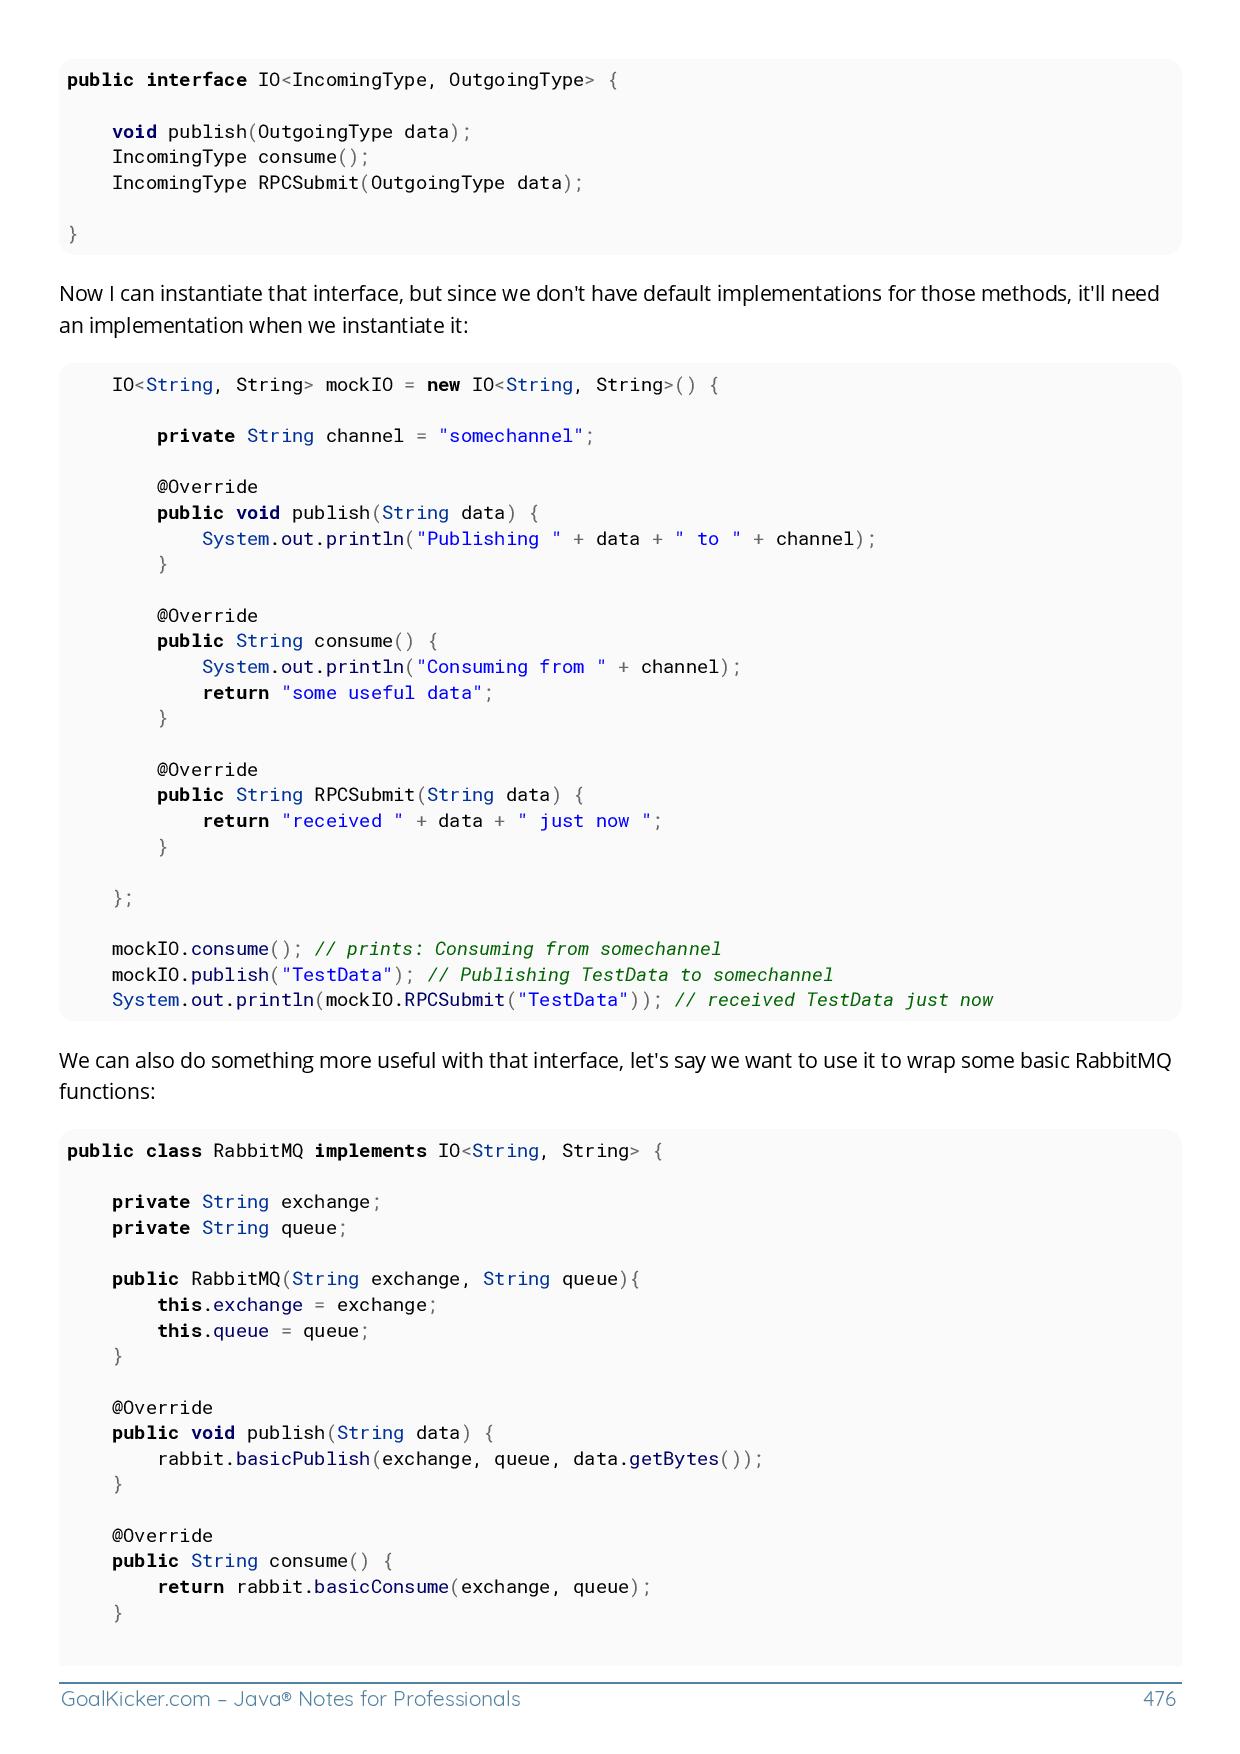 public interface IO<IncomingType, OutgoingType> {
    void publish(OutgoingType data);
    IncomingType consume();
    IncomingType RPCSubmit(OutgoingType data);
}
Now I can instantiate that interface, but since we don't have default implementations for those methods, it'll need
an implementation when we instantiate it:
    IO<String, String> mockIO = new IO<String, String>() {
        private String channel = "somechannel";
        @Override
        public void publish(String data) {
            System.out.println("Publishing " + data + " to " + channel);
        }
        @Override
        public String consume() {
            System.out.println("Consuming from " + channel);
            return "some useful data";
        }
        @Override
        public String RPCSubmit(String data) {
            return "received " + data + " just now ";
        }
    };
    mockIO.consume(); // prints: Consuming from somechannel
    mockIO.publish("TestData"); // Publishing TestData to somechannel
    System.out.println(mockIO.RPCSubmit("TestData")); // received TestData just now
We can also do something more useful with that interface, let's say we want to use it to wrap some basic RabbitMQ
functions:
public class RabbitMQ implements IO<String, String> {
    private String exchange;
    private String queue;
    public RabbitMQ(String exchange, String queue){
        this.exchange = exchange;
        this.queue = queue;
    }
    @Override
    public void publish(String data) {
        rabbit.basicPublish(exchange, queue, data.getBytes());
    }
    @Override
    public String consume() {
        return rabbit.basicConsume(exchange, queue);
    }
GoalKicker.com – Java® Notes for Professionals
476